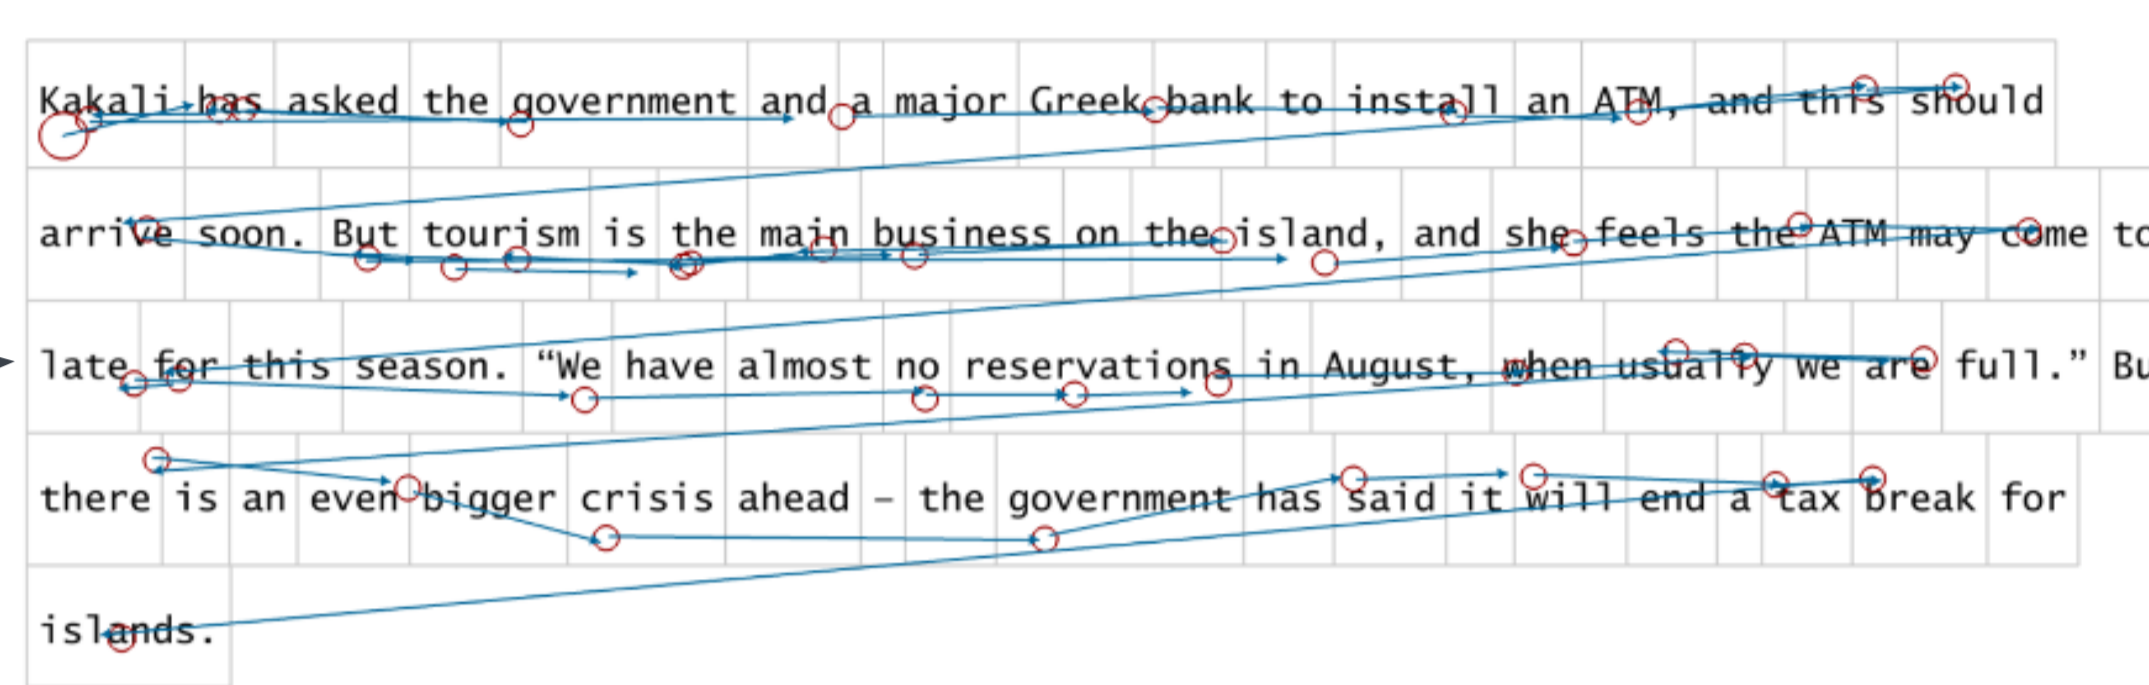 Kakali has asked the government and a major Greek bank to install an ATM, and this should
arrive soon. But tourism is the main business on the island, and she feels the ATM may come to
late for this season. “We have almost no reservations in August, when usually we are full.” Bu
there is an even bigger crisis ahead – the government has said it will end a tax break for
islands.